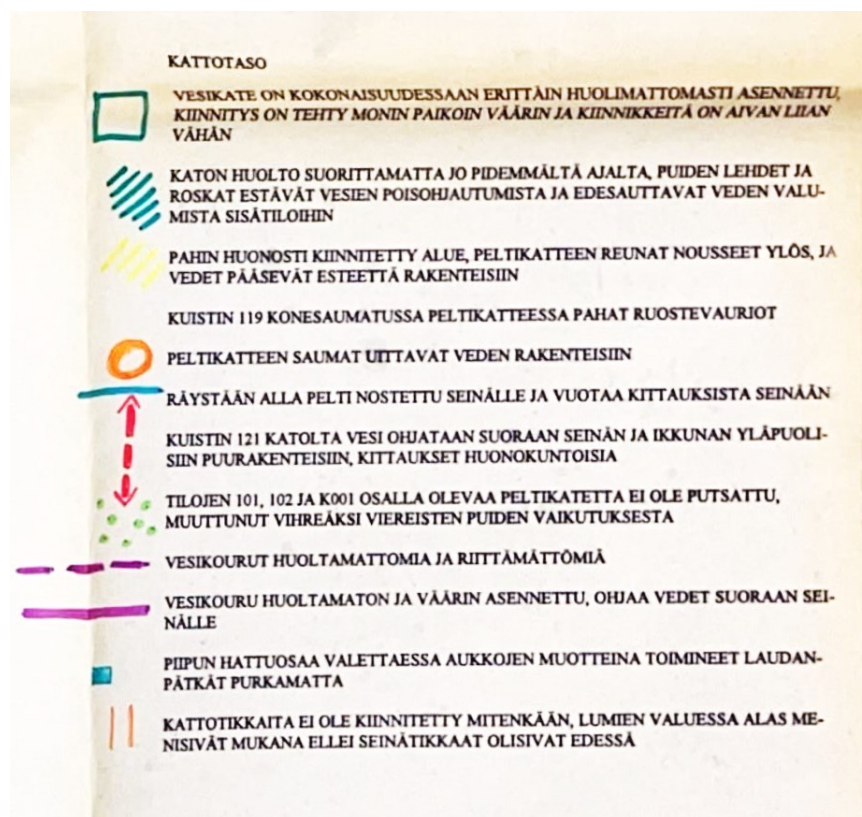 KATTOTASO
VESIKATE ON KOKONAISUUDESSAAN ERITTÄIN HUOLIMATTOMASTI ASENNETTU,
KIINNITYS ON TEHTY MONIN PAIKOIN VÄÄRIN JA KIINNIKKEITÄ ON AIVAN LIIAN
VÄHÄN
KATON HUOLTO SUORITTAMATTA JO PIDEMMÄLTÄ AJALTA, PUIDEN LEHDET JA
ROSKAT ESTÄVÄT VESIEN POISOHJAUTUMISTA JA EDESAUTTAVAT VEDEN VALU-
MISTA SISÄTILOIHIN
PAHIN HUONOSTI KIINNITETTY ALUE, PELTIKATTEEN REUNAT NOUSSEET YLÖS, JA
VEDET PÄÄSEVÄT ESTEETTÄ RAKENTEISIIN
KUISTIN 119 KONESAUMATUSSA PELTIKATTEESSA PAHAT RUOSTEVAURIOT
PELTIKATTEEN SAUMAT UITTAVAT VEDEN RAKENTEISIIN
RÄYSTÄÄN ALLA PELTI NOSTETTU SEINÄLLE JA VUOTAA KITTAUKSISTA SEINÄÄN
KUISTIN 121 KATOLTA VESI OHJATAAN SUORAAN SEINÄN JA IKKUNAN YLÄPUOLI-
SIIN PUURAKENTEISIIN, KITTAUKSET HUONOKUNTOISIA
TILOJEN 101, 102 JA K001 OSALLA OLEVAA PELTIKATETTA EI OLE PUTSATTU,
MUUTTUNUT VIHREÄKSI VIEREISTEN PUIDEN VAIKUTUKSESTA
VESIKOURUT HUOLTAMATTOMIA JA RIITTÄMÄTTÖMIÄ
VESIKOURU HUOLTAMATON JA VÄÄRIN ASENNETTU, OHJAA VEDET SUORAAN SEI-
NÄLLE
PIIPUN HATTUOSAA VALETTAESSA AUKKOJEN MUOTTEINA TOIMINEET LAUDAN-
PÄTKÄT PURKAMATTA
KATTOTIKKAITA EI OLE KIINNITETTY MITENKÄÄN, LUMIEN VALUESSA ALAS ME-
NISIVÄT MUKANA ELLEI SEINÄTIKKAAT OLISIVAT EDESSÄ